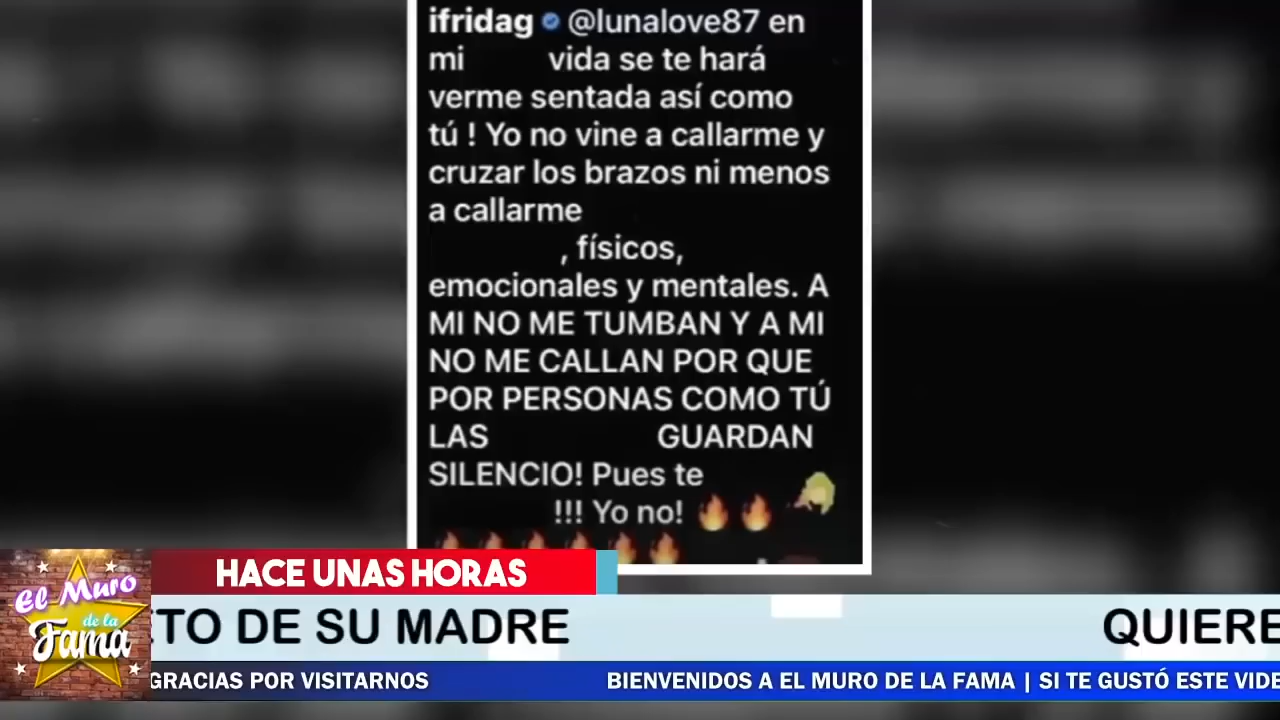 ifridag @lunalove87 en
mi vida se te hará
verme sentada así como
tú ! Yo no vine a callarme y
cruzar los brazos ni menos
a callarme
, físicos,
emocionales y mentales. A
MI NO ME TUMBAN Y A MI
NO ME CALLAN POR QUE
POR PERSONAS COMO TÚ
LAS GUARDAN
SILENCIO! Pues te
!!! Yo no! 🔥 🔥
HACE UNAS HORAS
El Muro
de la
Fama
ETO DE SU MADRE QUIERE
GRACIAS POR VISITARNOS BIENVENIDOS A EL MURO DE LA FAMA | SI TE GUSTÓ ESTE VIDE